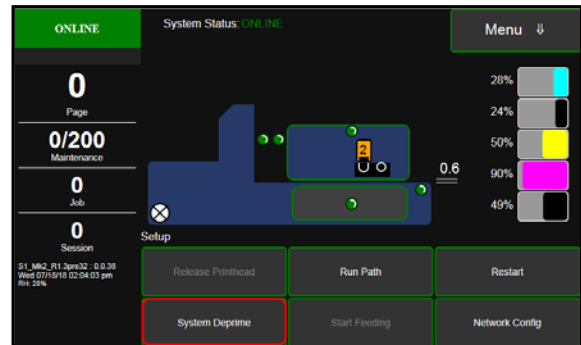 ONLINE
System Status: ONLINE
Menu ⇓
0
Page
0/200
Maintenance
0
Job
0
Session
S1_Mk2_R1.3pre32 : 0.0.38
Wed 07/18/18 02:04:03 pm
RH: 28%
2
0.6
28%
24%
50%
90%
49%
Setup
Release Printhead
Run Path
Restart
System Deprime
Start Feeding
Network Config